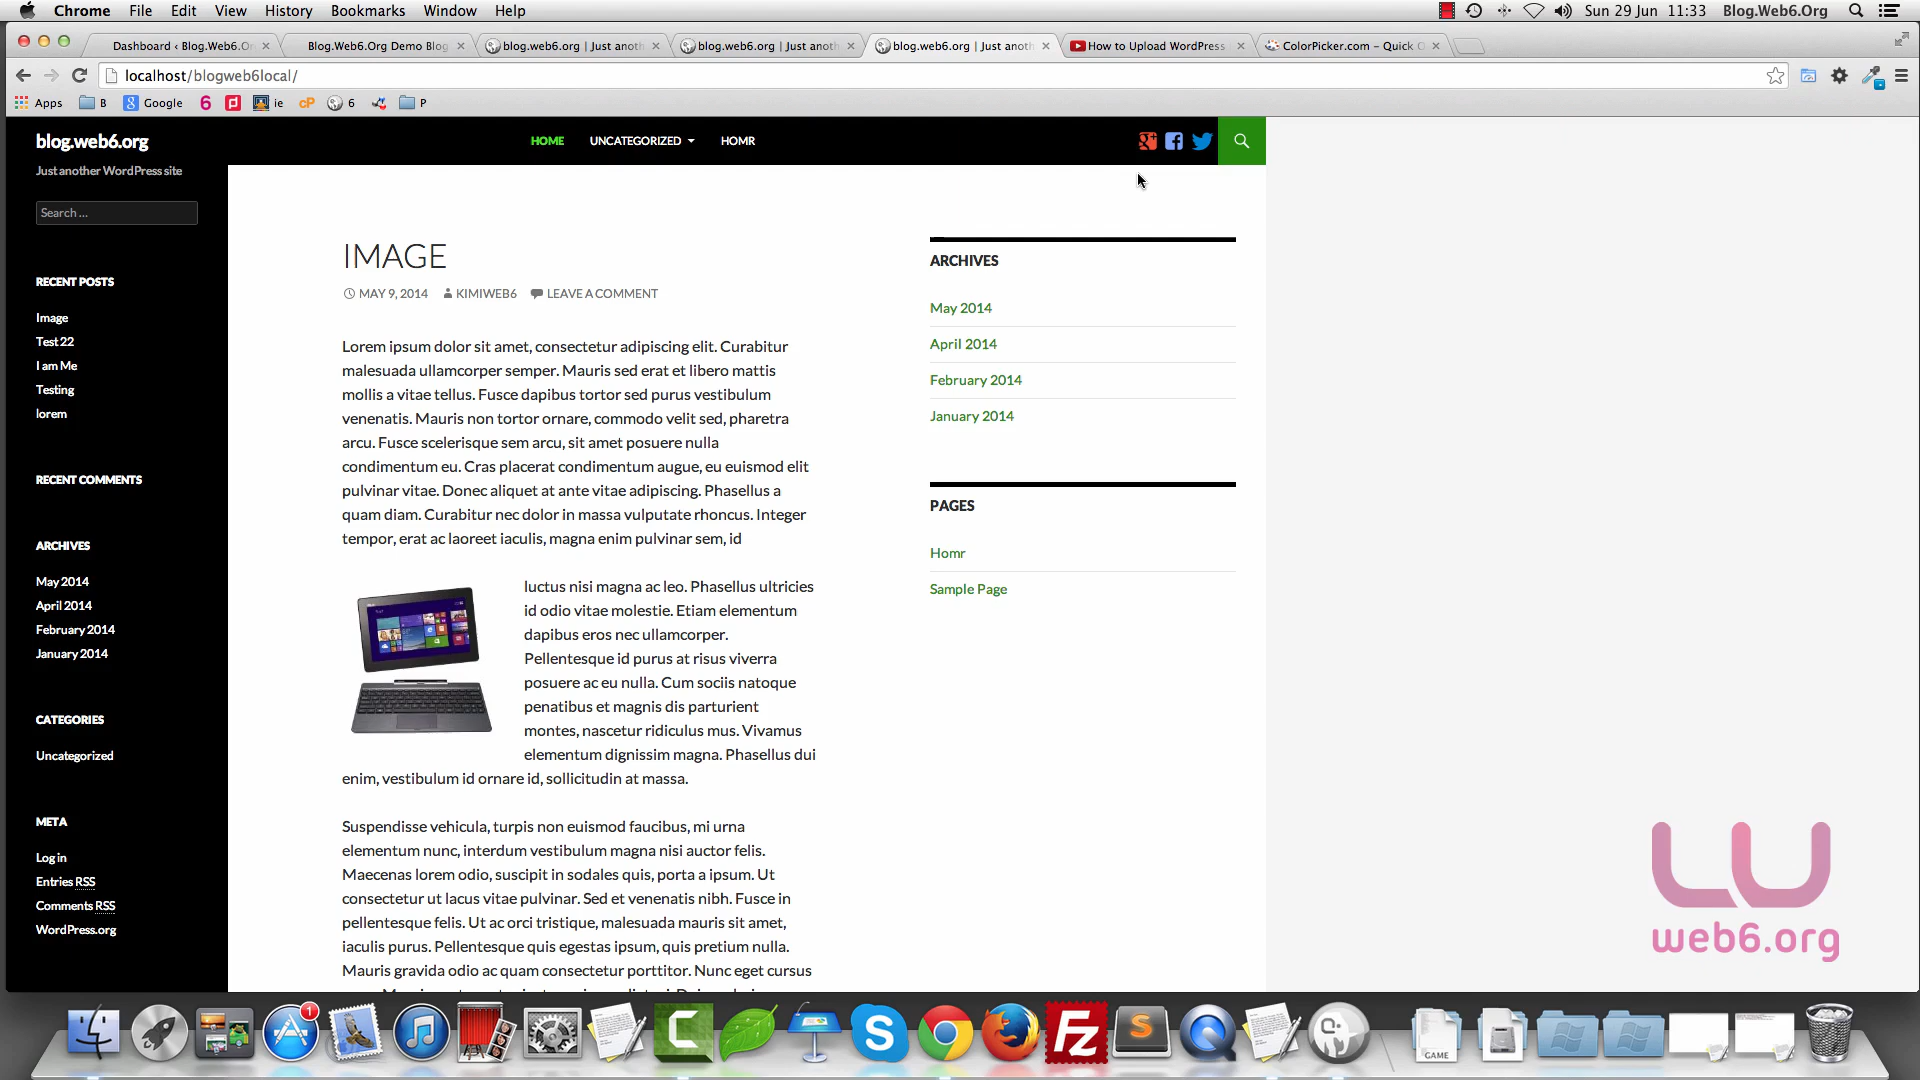 Chrome File Edit View History Bookmarks Window Help Sun 29 Jun 11:33 Blog.Web6.Org
Dashboard ‹ Blog.Web6.O Blog.Web6.Org Demo Blog blog.web6.org | Just anoth blog.web6.org | Just anoth blog.web6.org | Just anoth How to Upload WordPress ColorPicker.com – Quick
localhost/blogweb6local/
Apps B Google 6 ie cP 6 P
blog.web6.org
Just another WordPress site
HOME UNCATEGORIZED HOMR
Search ...
RECENT POSTS
Image
Test 22
I am Me
Testing
lorem
RECENT COMMENTS
ARCHIVES
May 2014
April 2014
February 2014
January 2014
CATEGORIES
Uncategorized
META
Log in
Entries RSS
Comments RSS
WordPress.org
IMAGE
MAY 9, 2014 KIMIWEB6 LEAVE A COMMENT
Lorem ipsum dolor sit amet, consectetur adipiscing elit. Curabitur
malesuada ullamcorper semper. Mauris sed erat et libero mattis
mollis a vitae tellus. Fusce dapibus tortor sed purus vestibulum
venenatis. Mauris non tortor ornare, commodo velit sed, pharetra
arcu. Fusce scelerisque sem arcu, sit amet posuere nulla
condimentum eu. Cras placerat condimentum augue, eu euismod elit
pulvinar vitae. Donec aliquet at ante vitae adipiscing. Phasellus a
quam diam. Curabitur nec dolor in massa vulputate rhoncus. Integer
tempor, erat ac laoreet iaculis, magna enim pulvinar sem, id
luctus nisi magna ac leo. Phasellus ultricies
id odio vitae molestie. Etiam elementum
dapibus eros nec ullamcorper.
Pellentesque id purus at risus viverra
posuere ac eu nulla. Cum sociis natoque
penatibus et magnis dis parturient
montes, nascetur ridiculus mus. Vivamus
elementum dignissim magna. Phasellus dui
enim, vestibulum id ornare id, sollicitudin at massa.
Suspendisse vehicula, turpis non euismod faucibus, mi urna
elementum nunc, interdum vestibulum magna nisi auctor felis.
Maecenas lorem odio, suscipit in sodales quis, porta a ipsum. Ut
consectetur ut lacus vitae pulvinar. Sed et venenatis nibh. Fusce in
pellentesque felis. Ut ac orci tristique, malesuada mauris sit amet,
iaculis purus. Pellentesque quis egestas ipsum, quis pretium nulla.
Mauris gravida odio ac quam consectetur porttitor. Nunc eget cursus
ARCHIVES
May 2014
April 2014
February 2014
January 2014
PAGES
Homr
Sample Page
web6.org
1
GAME